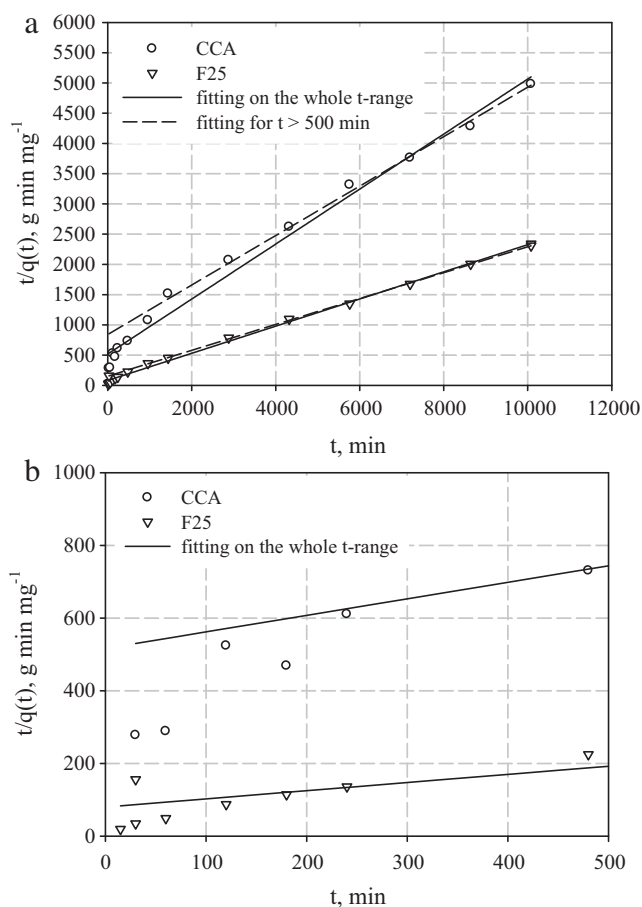 a
6000
5500
5000
4500
4000
3500
3000
2500
2000
1500
1000
500
0
t/q(t), g min mg⁻¹
CCA
F25
fitting on the whole t-range
fitting for t > 500 min
0 2000 4000 6000 8000 10000 12000
t, min
b
1000
800
600
400
200
0
t/q(t), g min mg⁻¹
CCA
F25
fitting on the whole t-range
100 200 300 400 500
t, min